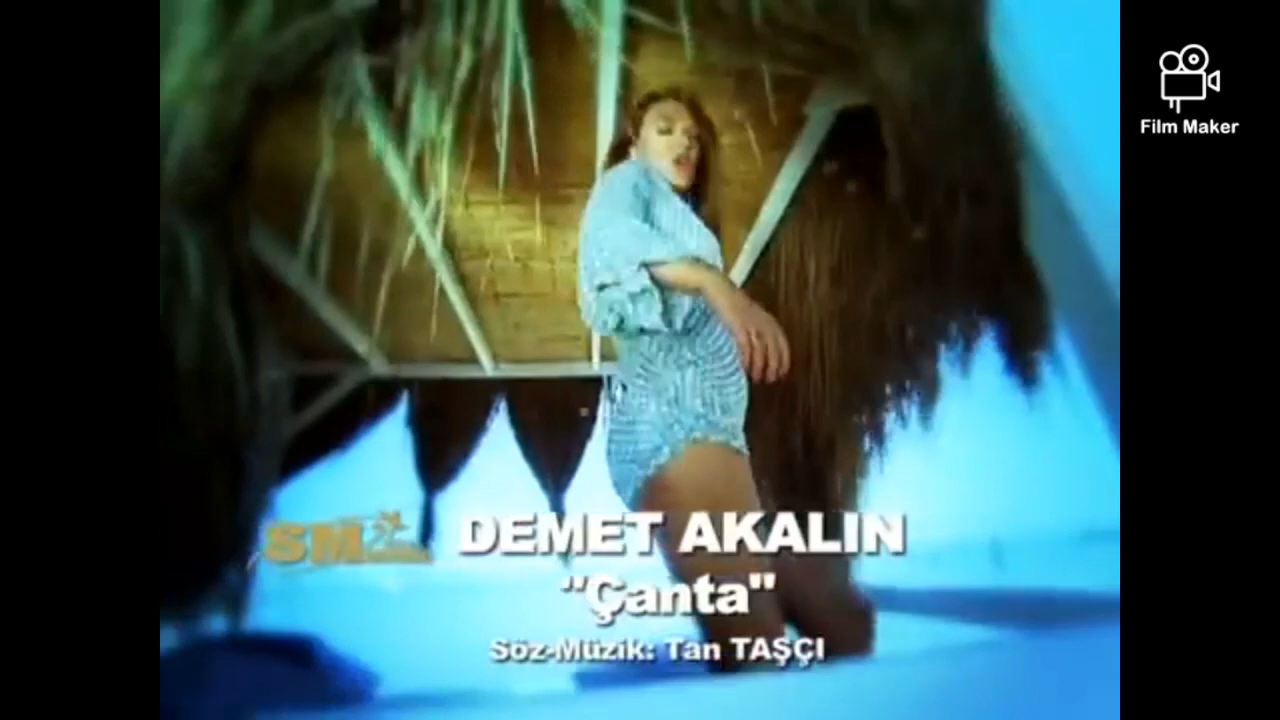 Film Maker
SM
DEMET AKALIN
"Çanta"
Söz-Müzik: Tan TAŞÇI